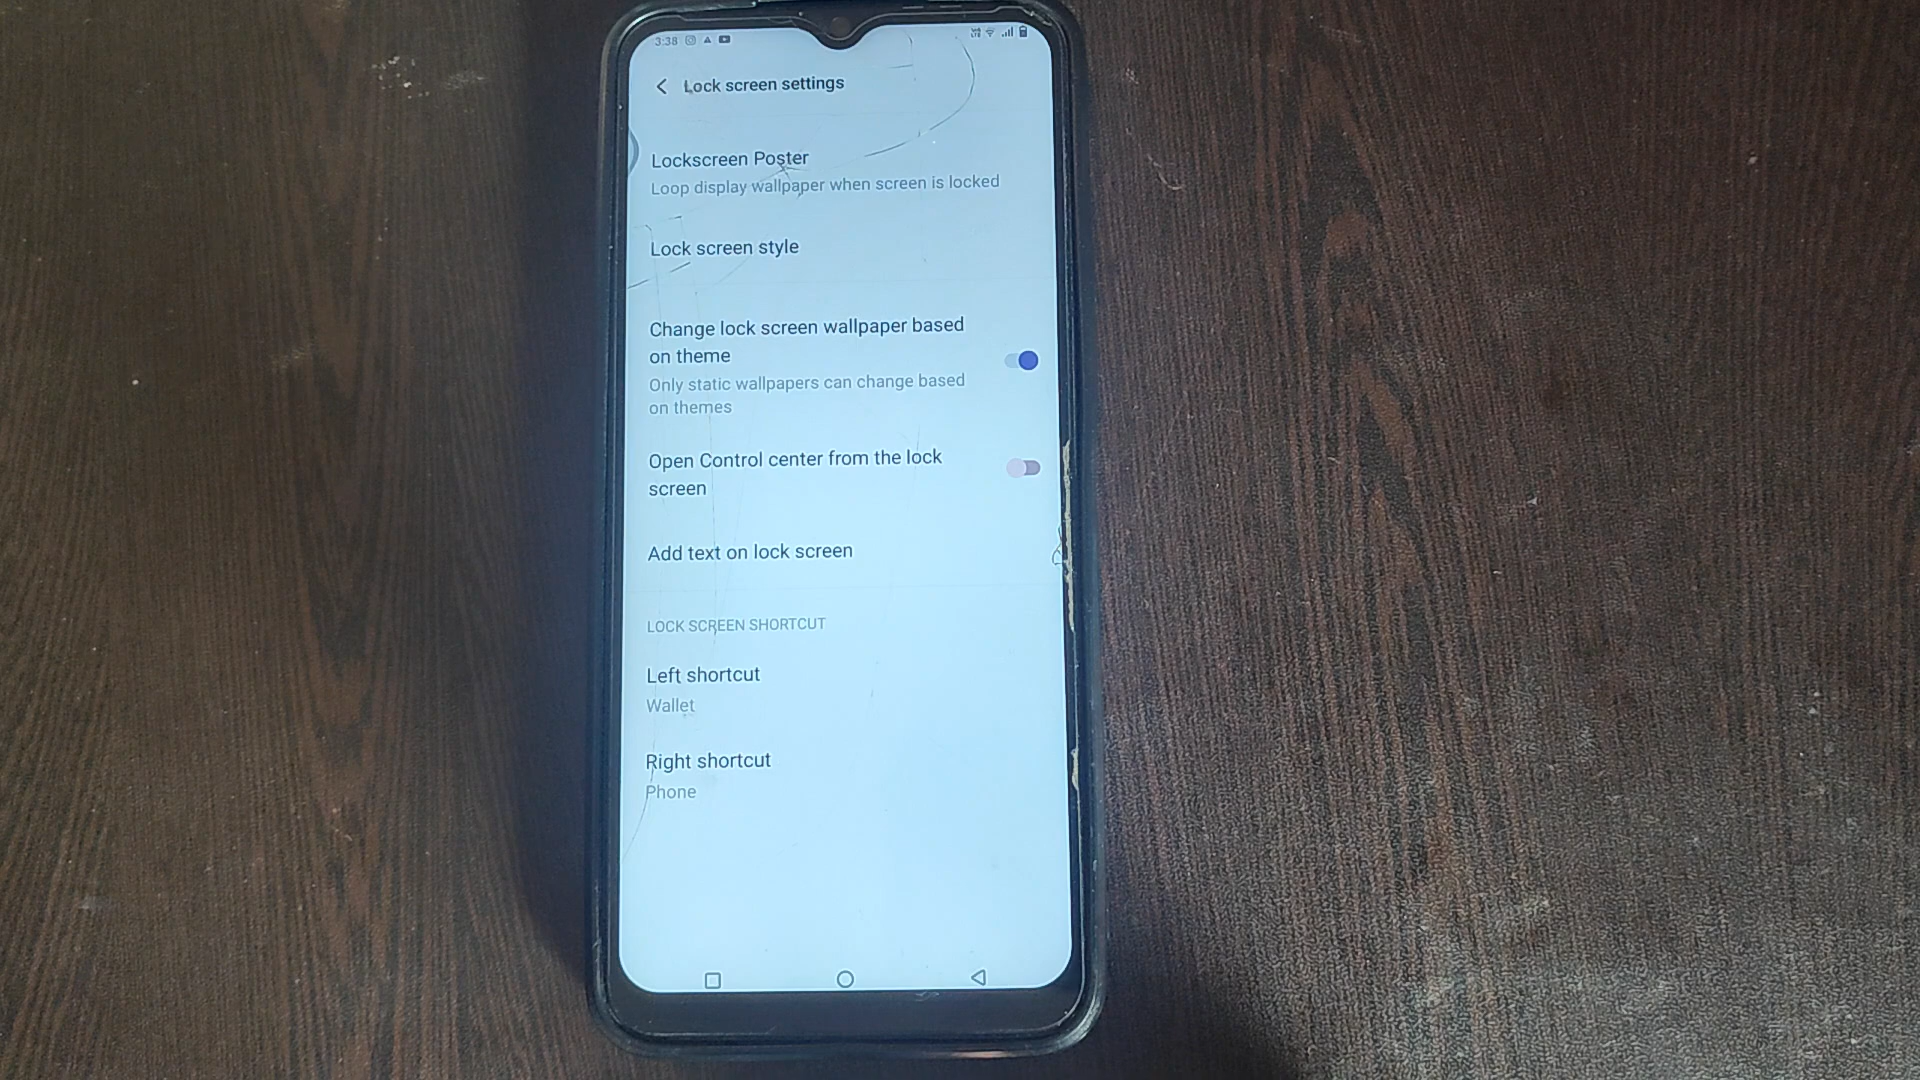 3:38
Lock screen settings
Lockscreen Poster
Loop display wallpaper when screen is locked
Lock screen style
Change lock screen wallpaper based
on theme
Only static wallpapers can change based
on themes
Open Control center from the lock
screen
Add text on lock screen
LOCK SCREEN SHORTCUT
Left shortcut
Wallet
Right shortcut
Phone